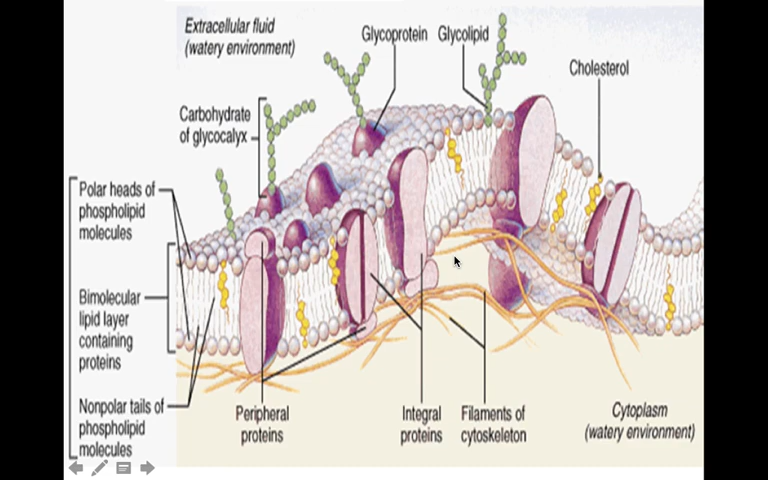 Extracellular fluid
(watery environment)
Glycoprotein
Glycolipid
Cholesterol
Carbohydrate
of glycocalyx
Polar heads of
phospholipid
molecules
Bimolecular
lipid layer
containing
proteins
Nonpolar tails of
phospholipid
molecules
Peripheral
proteins
Integral
proteins
Filaments of
cytoskeleton
Cytoplasm
(watery environment)